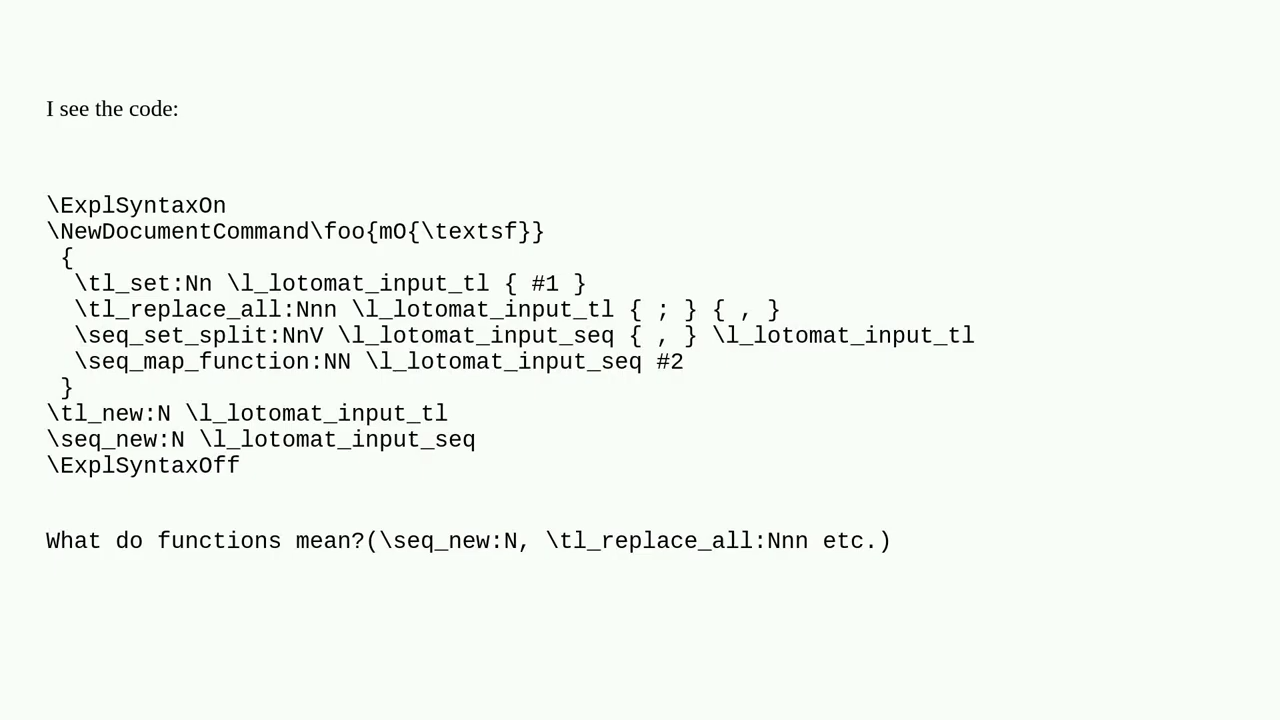 I see the code:
\ExplSyntaxOn
\NewDocumentCommand\foo{mO{\textsf}}
{
\tl_set:Nn \l_lotomat_input_tl { #1 }
\tl_replace_all:Nnn \l_lotomat_input_tl { ; } { , }
\seq_set_split:NnV \l_lotomat_input_seq { , } \l_lotomat_input_tl
\seq_map_function:NN \l_lotomat_input_seq #2
}
\tl_new:N \l_lotomat_input_tl
\seq_new:N \l_lotomat_input_seq
\ExplSyntaxOff
What do functions mean?(\seq_new:N, \tl_replace_all:Nnn etc.)